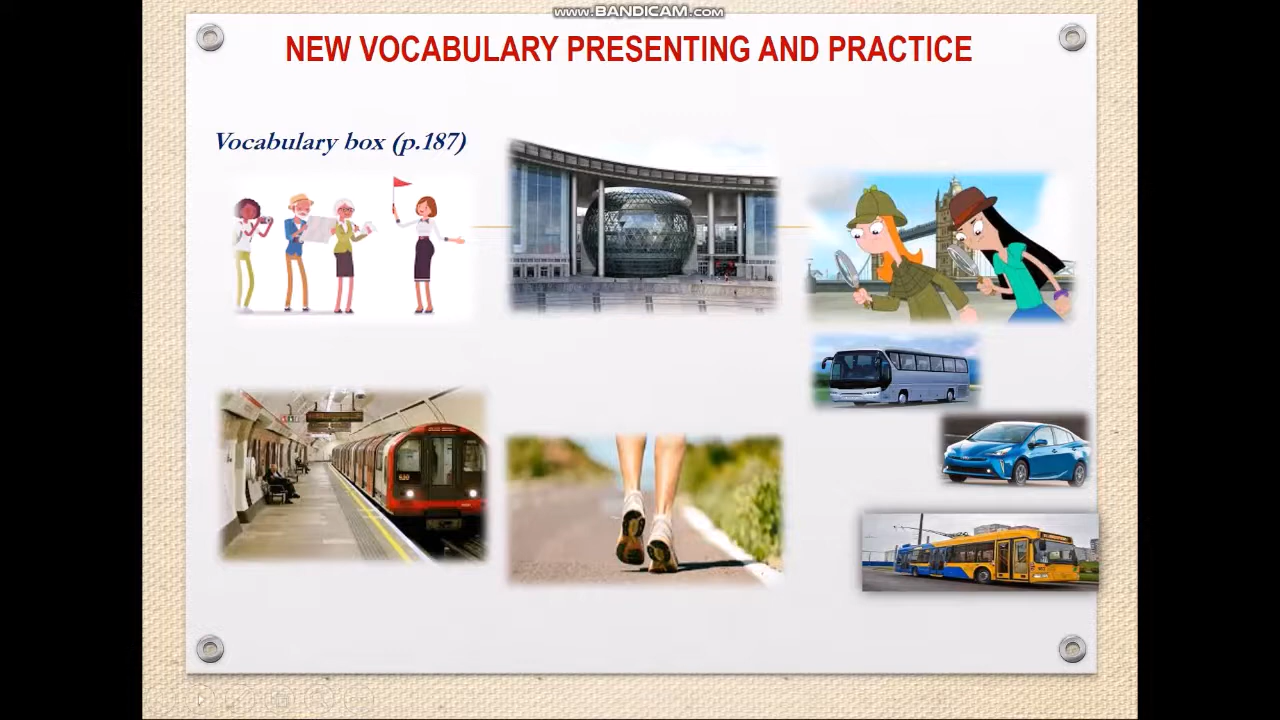 www.BANDICAM.com
NEW VOCABULARY PRESENTING AND PRACTICE
Vocabulary box (p.187)